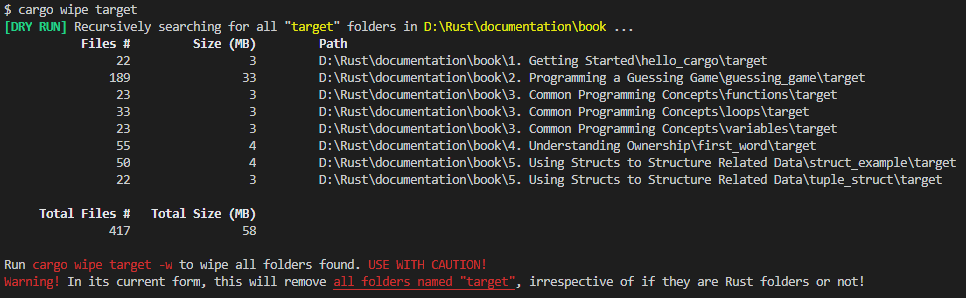 $ cargo wipe target
[DRY RUN] Recursively searching for all "target" folders in D:\Rust\documentation\book ...
Files # Size (MB) Path
22 3 D:\Rust\documentation\book\1. Getting Started\hello_cargo\target
189 33 D:\Rust\documentation\book\2. Programming a Guessing Game\guessing_game\target
23 3 D:\Rust\documentation\book\3. Common Programming Concepts\functions\target
33 3 D:\Rust\documentation\book\3. Common Programming Concepts\loops\target
23 3 D:\Rust\documentation\book\3. Common Programming Concepts\variables\target
55 4 D:\Rust\documentation\book\4. Understanding Ownership\first_word\target
50 4 D:\Rust\documentation\book\5. Using Structs to Structure Related Data\struct_example\target
22 3 D:\Rust\documentation\book\5. Using Structs to Structure Related Data\tuple_struct\target
Total Files # Total Size (MB)
417 58
Run cargo wipe target -w to wipe all folders found. USE WITH CAUTION!
Warning! In its current form, this will remove all folders named "target", irrespective of if they are Rust folders or not!